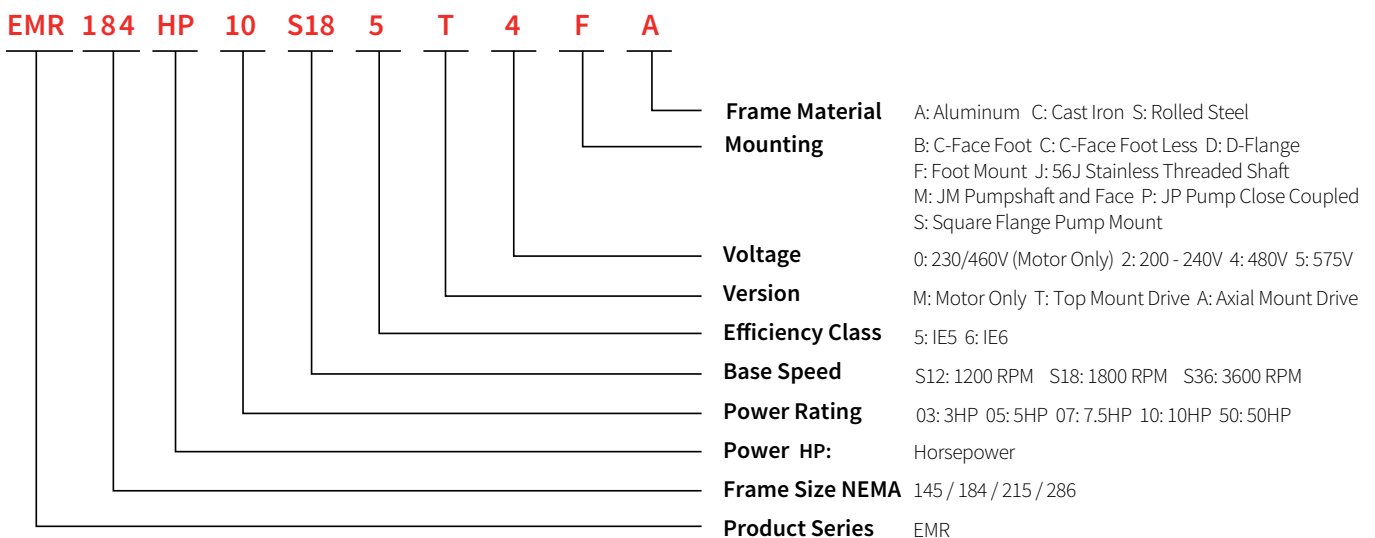 EMR 184 HP 10 S18 5 T 4 F A
Frame Material A: Aluminum C: Cast Iron S: Rolled Steel
Mounting B: C-Face Foot C: C-Face Foot Less D: D-Flange
F: Foot Mount J: 56J Stainless Threaded Shaft
M: JM Pumpshaft and Face P: JP Pump Close Coupled
S: Square Flange Pump Mount
Voltage 0: 230/460V (Motor Only) 2: 200 - 240V 4: 480V 5: 575V
Version M: Motor Only T: Top Mount Drive A: Axial Mount Drive
Efficiency Class 5: IE5 6: IE6
Base Speed S12: 1200 RPM S18: 1800 RPM S36: 3600 RPM
Power Rating 03: 3HP 05: 5HP 07: 7.5HP 10: 10HP 50: 50HP
Power HP: Horsepower
Frame Size NEMA 145 / 184 / 215 / 286
Product Series EMR